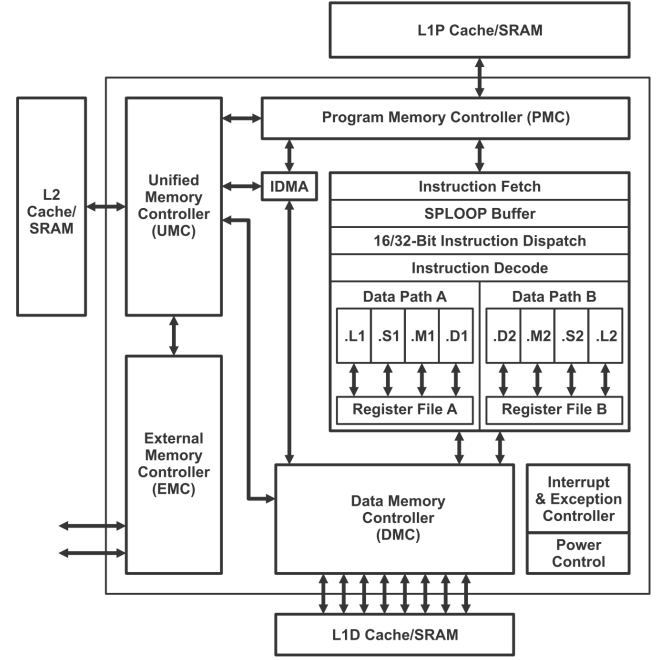 L1P Cache/SRAM
Program Memory Controller (PMC)
L2
Cache/
SRAM
Unified
Memory
Controller
(UMC)
IDMA
Instruction Fetch
SPLOOP Buffer
16/32-Bit Instruction Dispatch
Instruction Decode
Data Path A
Data Path B
.L1 .S1 .M1 .D1
.D2 .M2 .S2 .L2
Register File A
Register File B
External
Memory
Controller
(EMC)
Data Memory
Controller
(DMC)
Interrupt
& Exception
Controller
Power
Control
L1D Cache/SRAM